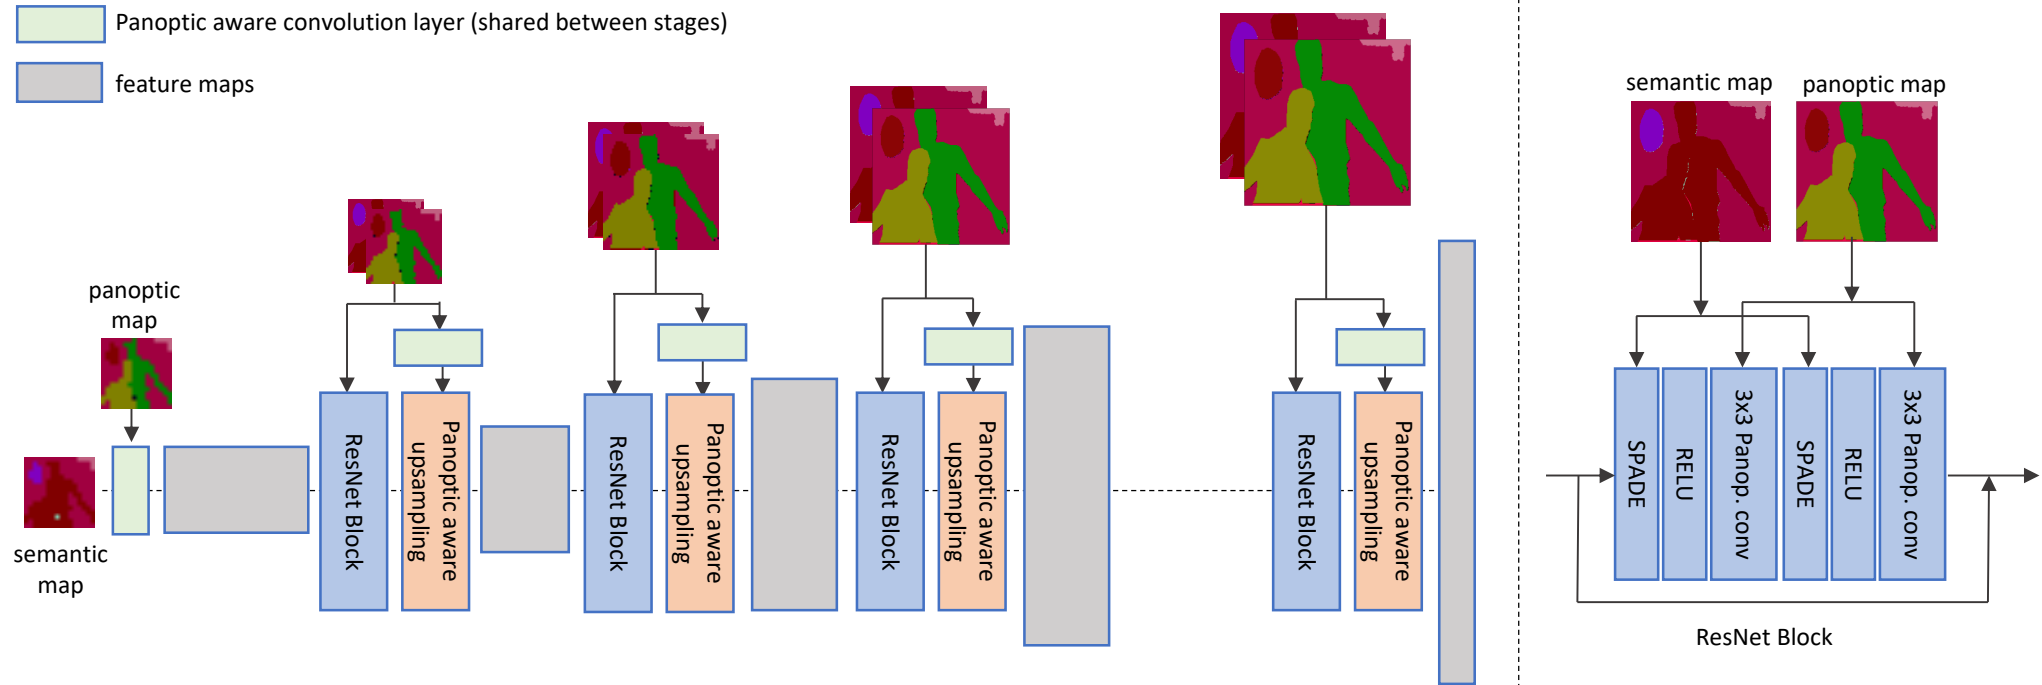 Panoptic aware convolution layer (shared between stages)
feature maps
panoptic
map
semantic
map
ResNet Block
Panoptic aware
upsampling
ResNet Block
Panoptic aware
upsampling
ResNet Block
Panoptic aware
upsampling
ResNet Block
Panoptic aware
upsampling
semantic map
panoptic map
SPADE
RELU
3x3 Panop. conv
SPADE
RELU
3x3 Panop. conv
ResNet Block